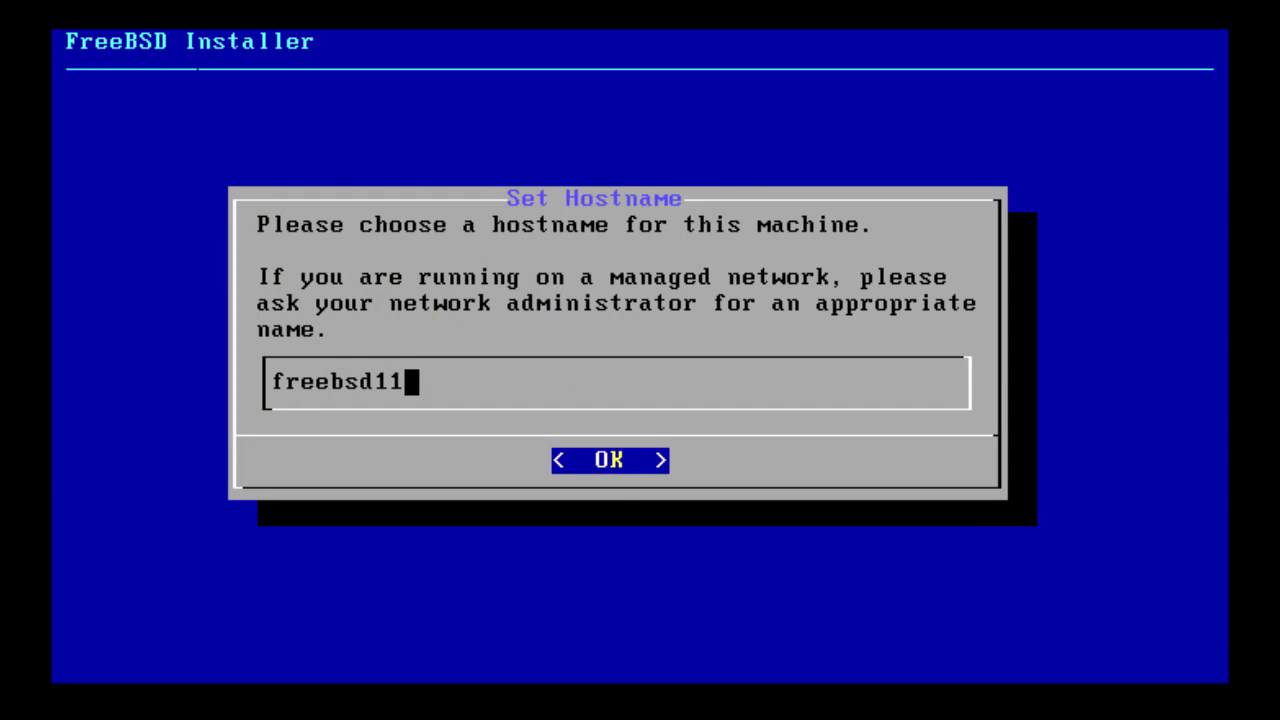 FreeBSD Installer
Set Hostname
Please choose a hostname for this machine.
If you are running on a managed network, please
ask your network administrator for an appropriate
name.
freebsd11
< OK >